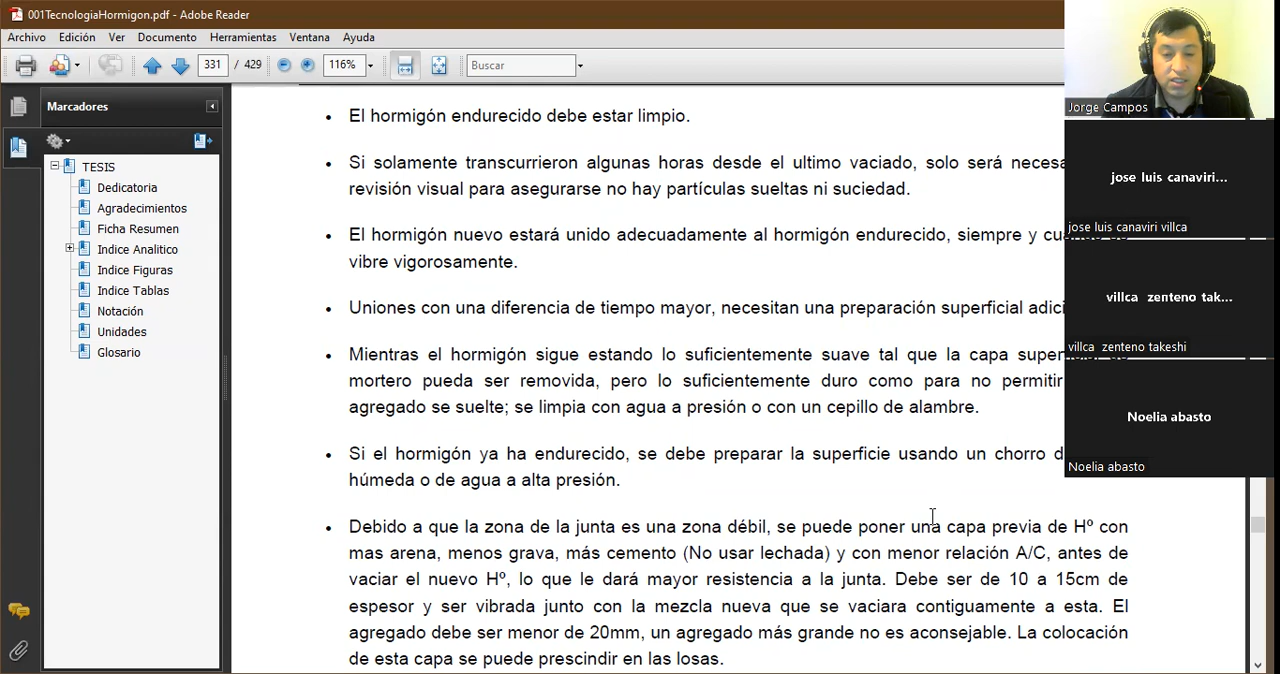 001TecnologiaHormigon.pdf - Adobe Reader
Archivo Edición Ver Documento Herramientas Ventana Ayuda
331 / 429 116% Buscar
Marcadores
TESIS
Dedicatoria
Agradecimientos
Ficha Resumen
Indice Analitico
Indice Figuras
Indice Tablas
Notación
Unidades
Glosario
• El hormigón endurecido debe estar limpio.
• Si solamente transcurrieron algunas horas desde el ultimo vaciado, solo será
revisión visual para asegurarse no hay partículas sueltas ni suciedad.
• El hormigón nuevo estará unido adecuadamente al hormigón endurecido, siempre y
vibre vigorosamente.
• Uniones con una diferencia de tiempo mayor, necesitan una preparación superficial
• Mientras el hormigón sigue estando lo suficientemente suave tal que la capa
mortero pueda ser removida, pero lo suficientemente duro como para no permitir
agregado se suelte; se limpia con agua a presión o con un cepillo de alambre.
• Si el hormigón ya ha endurecido, se debe preparar la superficie usando un chorro
húmeda o de agua a alta presión.
• Debido a que la zona de la junta es una zona débil, se puede poner una capa previa de Hº con
mas arena, menos grava, más cemento (No usar lechada) y con menor relación A/C, antes de
vaciar el nuevo Hº, lo que le dará mayor resistencia a la junta. Debe ser de 10 a 15cm de
espesor y ser vibrada junto con la mezcla nueva que se vaciara contiguamente a esta. El
agregado debe ser menor de 20mm, un agregado más grande no es aconsejable. La colocación
de esta capa se puede prescindir en las losas.
Jorge Campos
jose luis canaviri...
jose luis canaviri villca
villca zenteno tak...
villca zenteno takeshi
Noelia abasto
Noelia abasto